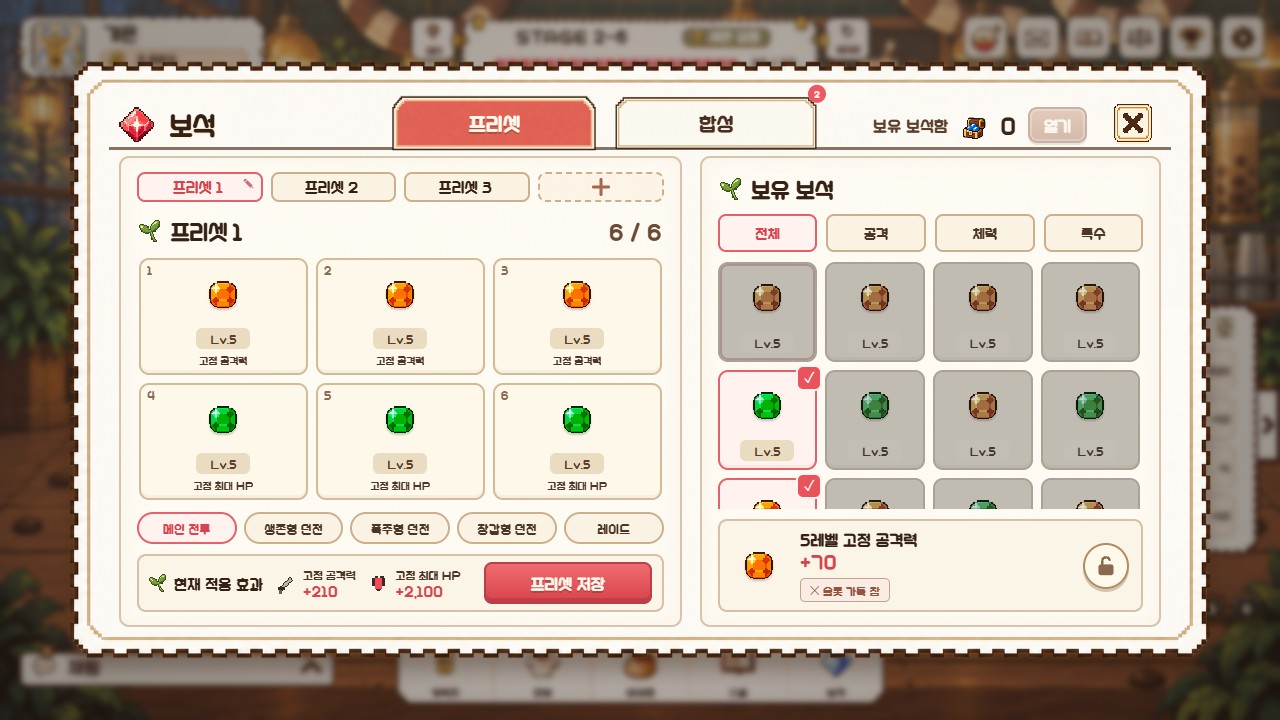 STAGE 2-6
보석
프리셋
합성
2
보유 보석함
0
열기
프리셋 1
프리셋 2
프리셋 3
프리셋 1
6 / 6
1
Lv.5
고정 공격력
2
Lv.5
고정 공격력
3
Lv.5
고정 공격력
4
Lv.5
고정 최대 HP
5
Lv.5
고정 최대 HP
6
Lv.5
고정 최대 HP
메인 전투
생존형 던전
폭주형 던전
장갑형 던전
레이드
현재 적용 효과
고정 공격력
+210
고정 최대 HP
+2,100
프리셋 저장
보유 보석
전체
공격
체력
특수
Lv.5
Lv.5
Lv.5
Lv.5
Lv.5
Lv.5
Lv.5
Lv.5
5레벨 고정 공격력
+70
슬롯 가득 참